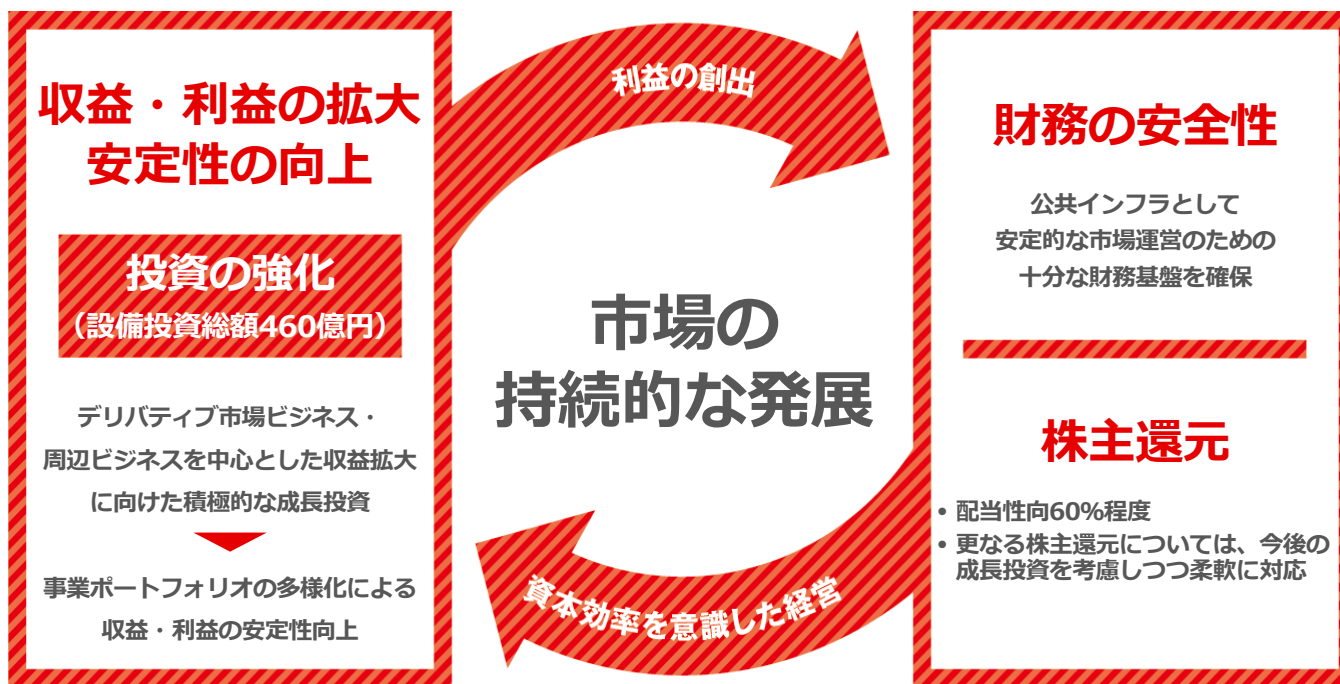 収益・利益の拡大
安定性の向上
投資の強化
（設備投資総額460億円）
デリバティブ市場ビジネス・
周辺ビジネスを中心とした収益拡大
に向けた積極的な成長投資
事業ポートフォリオの多様化による
収益・利益の安定性向上
利益の創出
市場の
持続的な発展
資本効率を意識した経営
財務の安全性
公共インフラとして
安定的な市場運営のための
十分な財務基盤を確保
株主還元
• 配当性向60%程度
• 更なる株主還元については、今後の
成長投資を考慮しつつ柔軟に対応